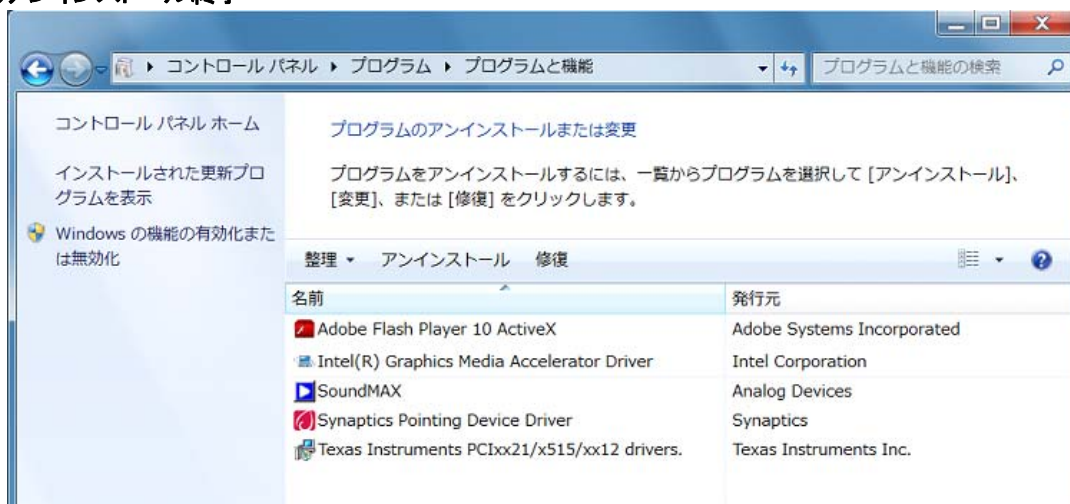 コントロール パネル ▸ プログラム ▸ プログラムと機能
プログラムと機能の検索
コントロール パネル ホーム
インストールされた更新プロ
グラムを表示
Windows の機能の有効化また
は無効化
プログラムのアンインストールまたは変更
プログラムをアンインストールするには、一覧からプログラムを選択して [アンインストール]、
[変更]、または [修復] をクリックします。
整理 アンインストール 修復
名前 発行元
Adobe Flash Player 10 ActiveX Adobe Systems Incorporated
Intel(R) Graphics Media Accelerator Driver Intel Corporation
SoundMAX Analog Devices
Synaptics Pointing Device Driver Synaptics
Texas Instruments PCIxx21/x515/xx12 drivers. Texas Instruments Inc.